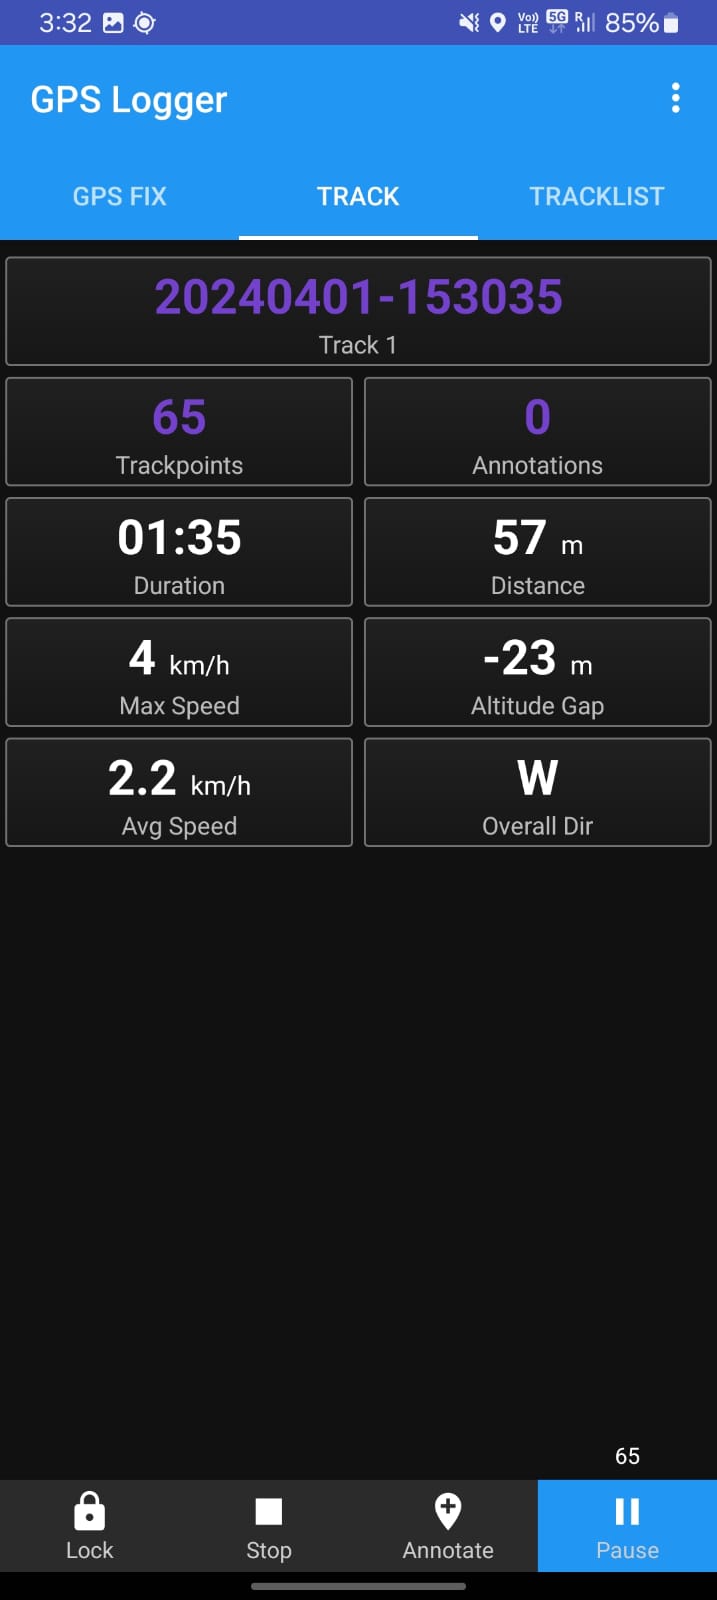 3:32 Vo)) LTE 5G R 85%
GPS Logger
GPS FIX TRACK TRACKLIST
20240401-153035
Track 1
65 0
Trackpoints Annotations
01:35 57 m
Duration Distance
4 km/h -23 m
Max Speed Altitude Gap
2.2 km/h W
Avg Speed Overall Dir
65
Lock Stop Annotate Pause